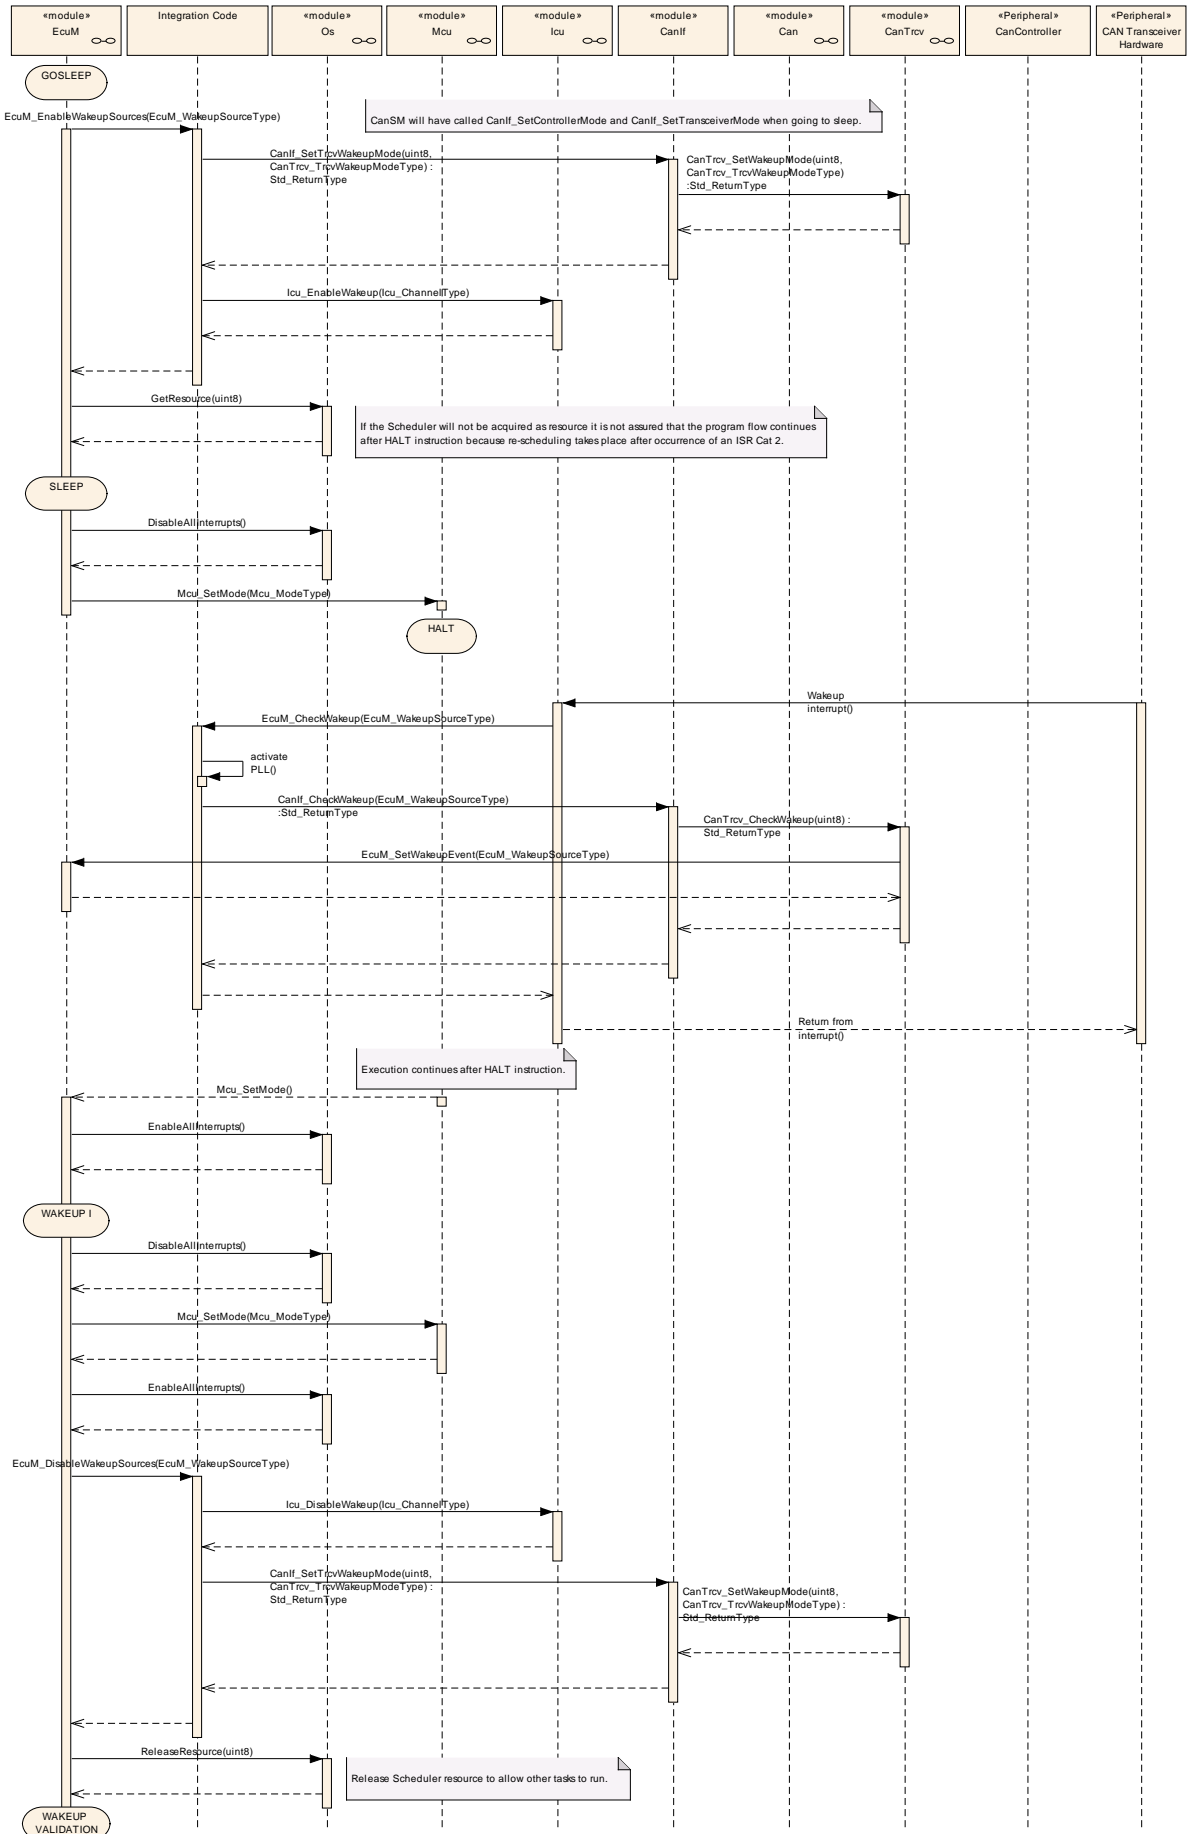 «module»
EcuM
Integration Code
«module»
Os
«module»
Mcu
«module»
Icu
«module»
CanIf
«module»
Can
«module»
CanTrcv
«Peripheral»
CanController
«Peripheral»
CAN Transceiver
Hardware
GOSLEEP
EcuM_EnableWakeupSources(EcuM_WakeupSourceType)
CanSM will have called CanIf_SetControllerMode and CanIf_SetTransceiverMode when going to sleep.
CanIf_SetTrcvWakeupMode(uint8,
CanTrcv_TrcvWakeupModeType) :
Std_ReturnType
CanTrcv_SetWakeupMode(uint8,
CanTrcv_TrcvWakeupModeType)
:Std_ReturnType
Icu_EnableWakeup(Icu_ChannelType)
GetResource(uint8)
If the Scheduler will not be acquired as resource it is not assured that the program flow continues
after HALT instruction because re-scheduling takes place after occurrence of an ISR Cat 2.
SLEEP
DisableAllInterrupts()
Mcu_SetMode(Mcu_ModeType)
HALT
Wakeup
interrupt()
EcuM_CheckWakeup(EcuM_WakeupSourceType)
activate
PLL()
CanIf_CheckWakeup(EcuM_WakeupSourceType)
:Std_ReturnType
CanTrcv_CheckWakeup(uint8) :
Std_ReturnType
EcuM_SetWakeupEvent(EcuM_WakeupSourceType)
Return from
interrupt()
Execution continues after HALT instruction.
Mcu_SetMode()
EnableAllInterrupts()
WAKEUP I
DisableAllInterrupts()
Mcu_SetMode(Mcu_ModeType)
EnableAllInterrupts()
EcuM_DisableWakeupSources(EcuM_WakeupSourceType)
Icu_DisableWakeup(Icu_ChannelType)
CanIf_SetTrcvWakeupMode(uint8,
CanTrcv_TrcvWakeupModeType) :
Std_ReturnType
CanTrcv_SetWakeupMode(uint8,
CanTrcv_TrcvWakeupModeType) :
Std_ReturnType
ReleaseResource(uint8)
Release Scheduler resource to allow other tasks to run.
WAKEUP
VALIDATION